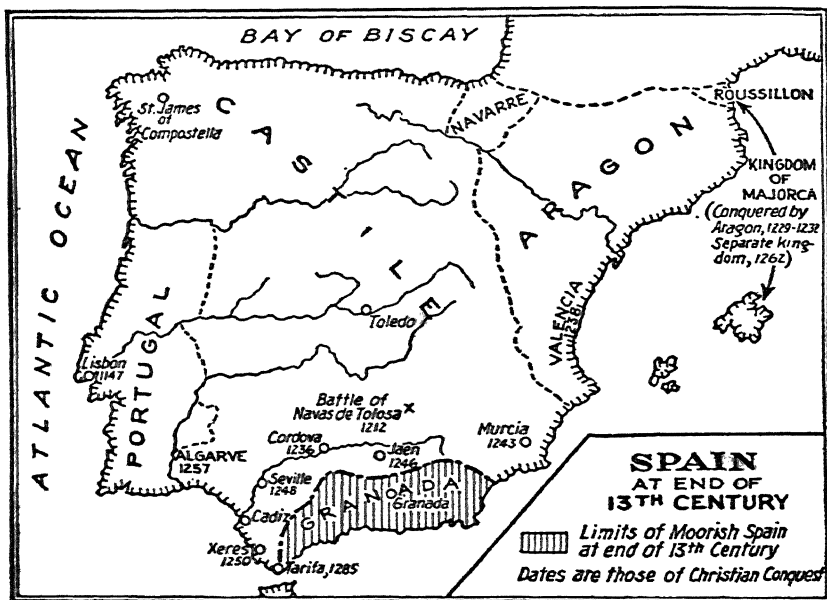 BAY OF BISCAY
ATLANTIC OCEAN
St. James
of
Compostella
CASTILE
NAVARRE
ARAGON
ROUSSILLON
KINGDOM
OF
MAJORCA
(Conquered by
Aragon, 1229-1232
Separate king-
dom, 1262)
PORTUGAL
Lisbon
1147
Toledo
VALENCIA
1238
Battle of
Navas de Tolosa
1212
ALGARVE
1257
Cordova
1236
Jaen
1246
Murcia
1243
Seville
1248
GRANADA
Granada
Cadiz
Xeres
1250
Tarifa, 1285
SPAIN
AT END OF
13TH CENTURY
Limits of Moorish Spain
at end of 13th Century
Dates are those of Christian Conquest